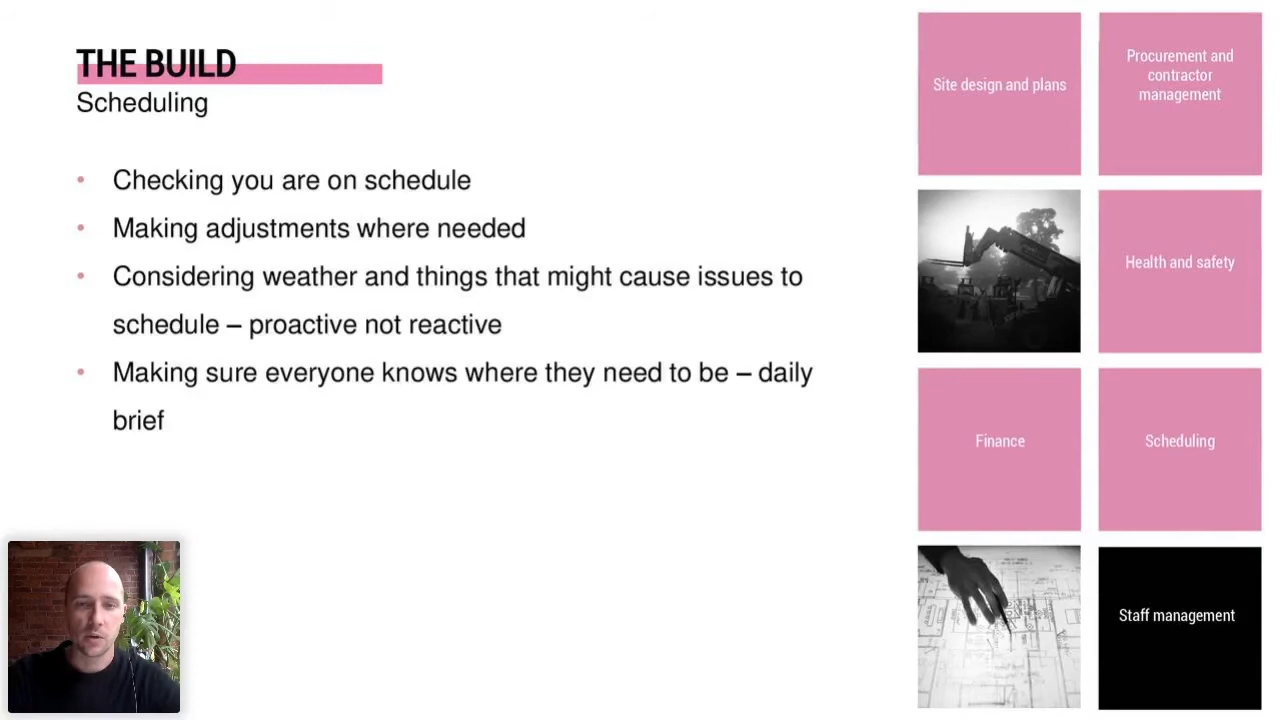 THE BUILD
Scheduling
• Checking you are on schedule
• Making adjustments where needed
• Considering weather and things that might cause issues to
schedule – proactive not reactive
• Making sure everyone knows where they need to be – daily
brief
Site design and plans
Procurement and
contractor
management
Health and safety
Finance
Scheduling
Staff management